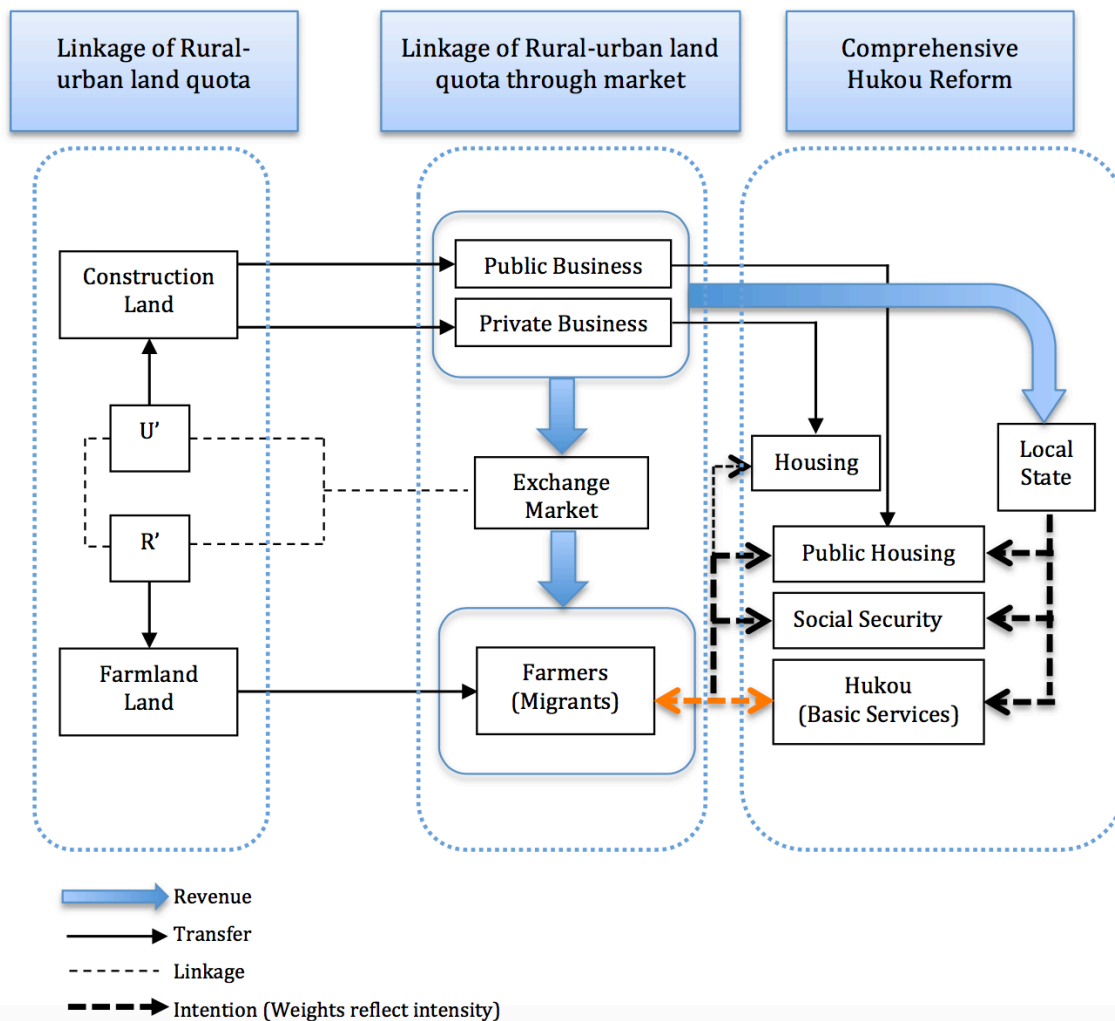 Linkage of Rural-
urban land quota
Linkage of Rural-urban land
quota through market
Comprehensive
Hukou Reform
Construction
Land
U’
R’
Farmland
Land
Public Business
Private Business
Exchange
Market
Farmers
(Migrants)
Housing
Local
State
Public Housing
Social Security
Hukou
(Basic Services)
Revenue
Transfer
Linkage
Intention (Weights reflect intensity)